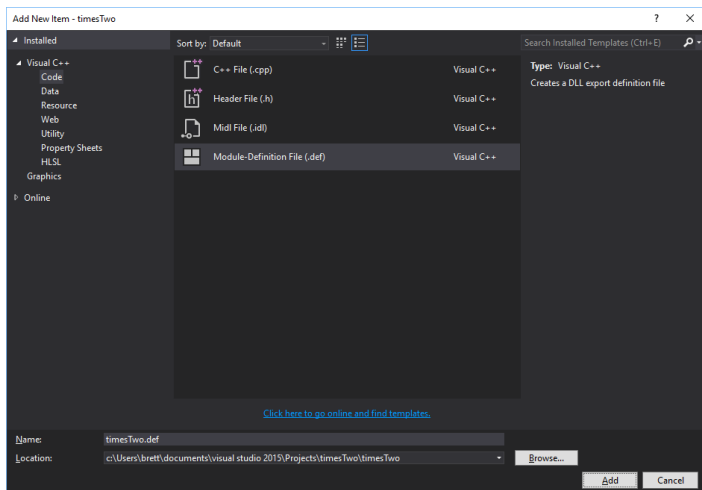 Add New Item - timesTwo
? X
Installed
Sort by: Default
Search Installed Templates (Ctrl+E)
Visual C++
Code
Data
Resource
Web
Utility
Property Sheets
HLSL
Graphics
Online
C++ File (.cpp) Visual C++
Header File (.h) Visual C++
Midl File (.idl) Visual C++
Module-Definition File (.def) Visual C++
Type: Visual C++
Creates a DLL export definition file
Click here to go online and find templates.
Name: timesTwo.def
Location: c:\Users\brett\documents\visual studio 2015\Projects\timesTwo\timesTwo
Browse...
Add Cancel